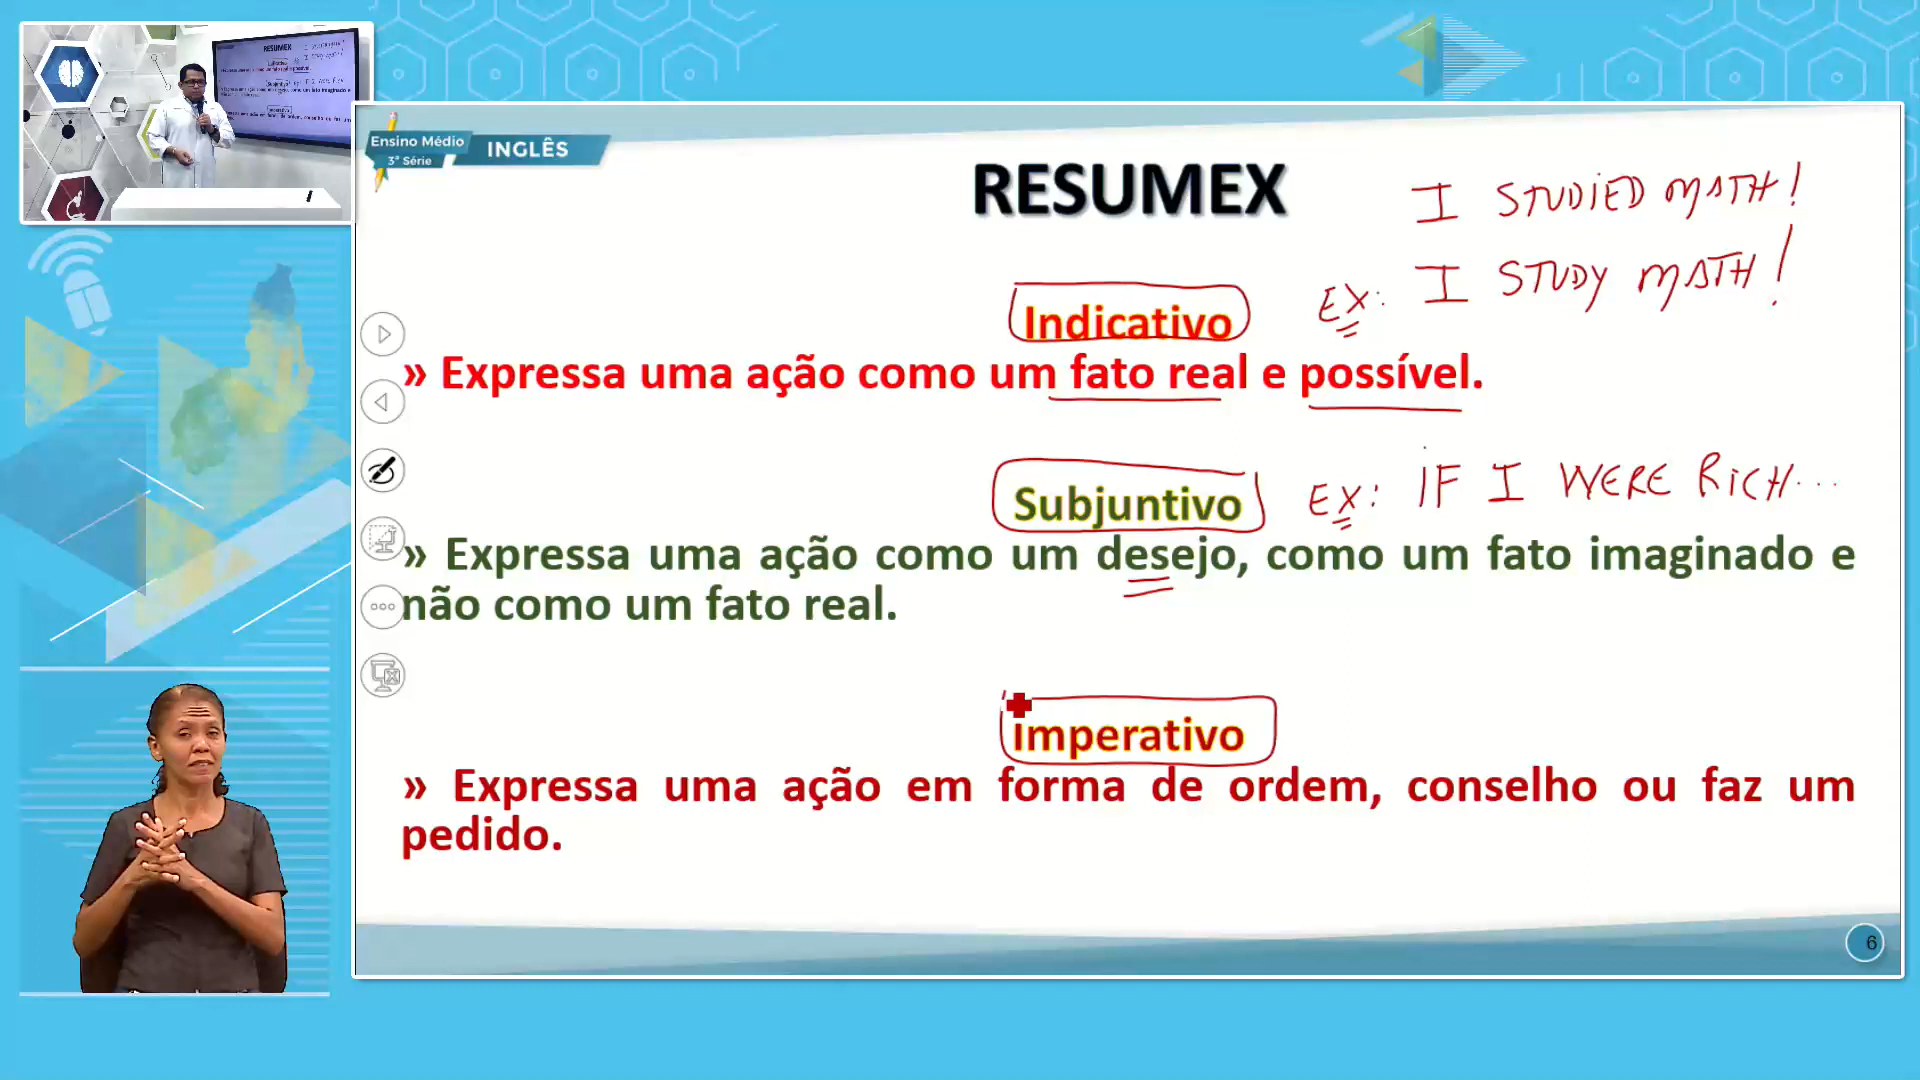 Ensino Médio
3ª Série
INGLÊS
RESUMEX
I STUDIED MATH!
EX: I STUDY MATH!
Indicativo
» Expressa uma ação como um fato real e possível.
Subjuntivo
EX: IF I WERE RICH...
» Expressa uma ação como um desejo, como um fato imaginado e
não como um fato real.
Imperativo
» Expressa uma ação em forma de ordem, conselho ou faz um
pedido.
6